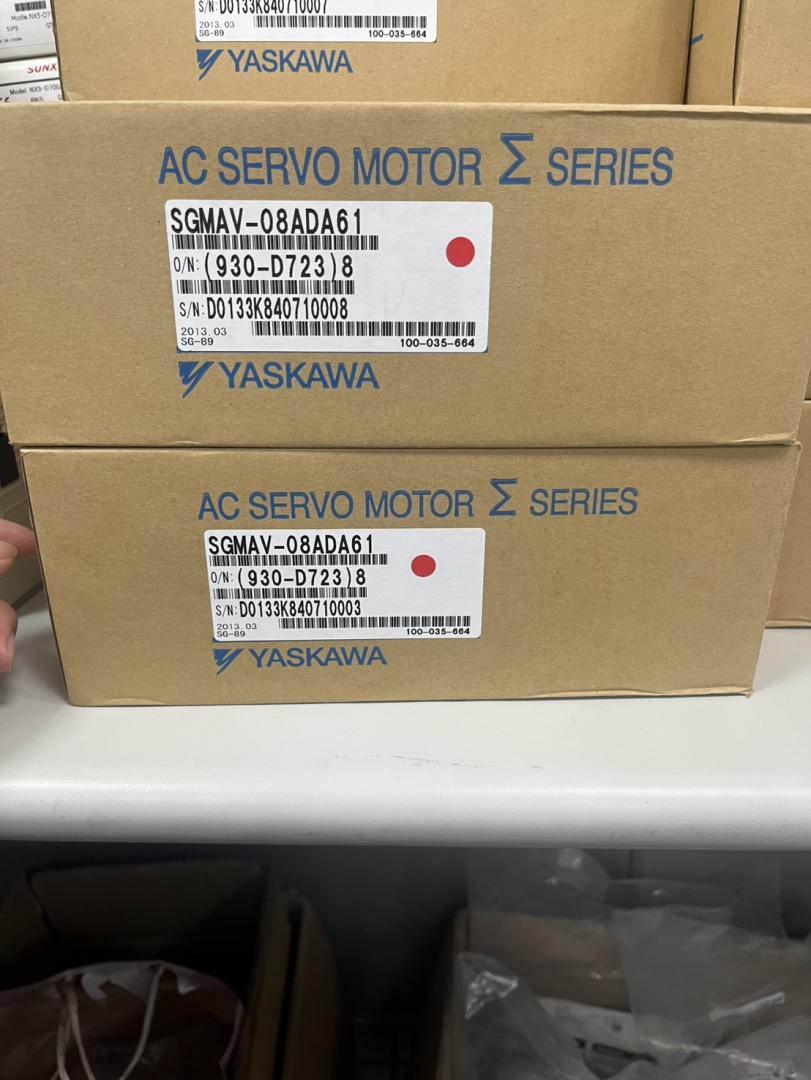 S/N:D0133K840710007
2013.03
SG-89
100-035-664
YASKAWA
SUNX
AC SERVO MOTOR Σ SERIES
SGMAV-08ADA61
O/N:(930-D723)8
S/N:D0133K840710008
2013.03
SG-89
100-035-664
YASKAWA
AC SERVO MOTOR Σ SERIES
SGMAV-08ADA61
O/N:(930-D723)8
S/N:D0133K840710003
2013.03
SG-89
100-035-664
YASKAWA